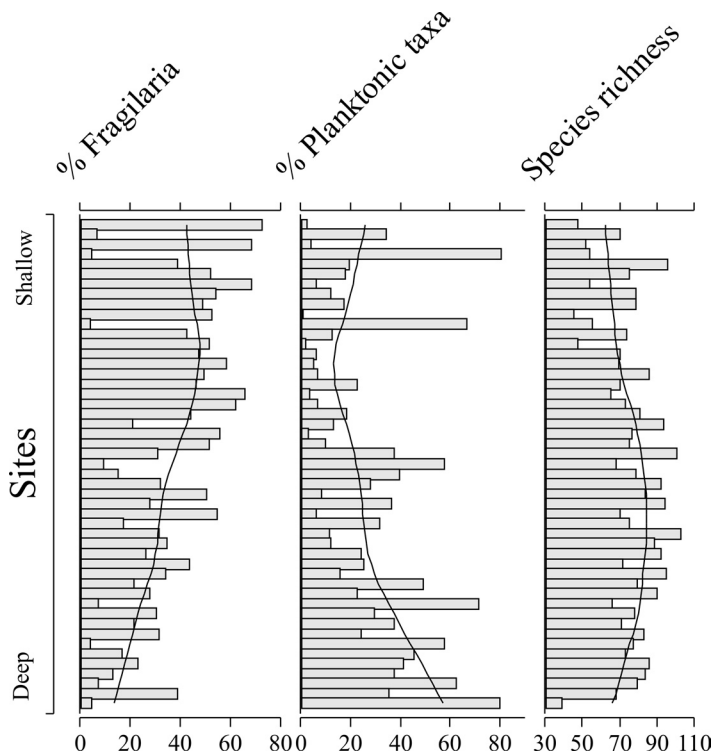 % Fragilaria
% Planktonic taxa
Species richness
Shallow
Sites
Deep
0 20 40 60 80
0 20 40 60 80
30 50 70 90 110